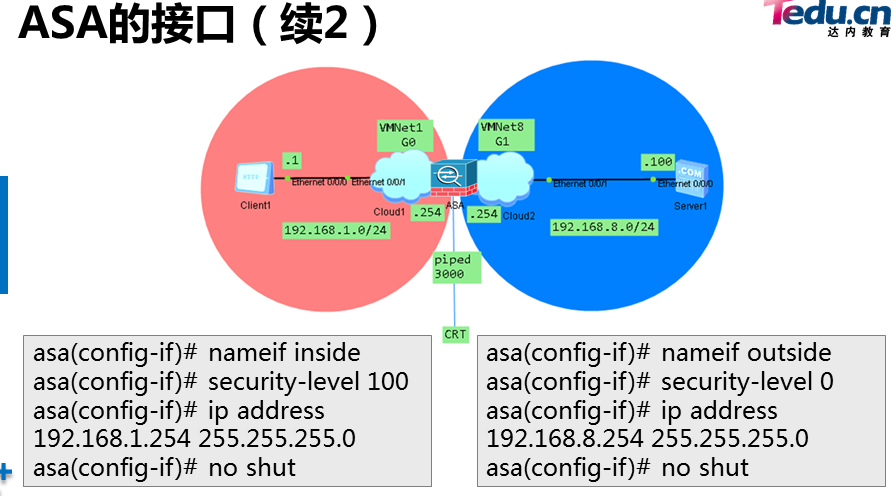 ASA的接口（续2）
Tedu.cn
达内教育
VMNet1
G0
VMNet8
G1
.1
.100
Ethernet 0/0/0
Ethernet 0/0/1
Ethernet 0/0/1
Ethernet 0/0/0
HTTP
.COM
Client1
Cloud1
.254
ASA
.254
Cloud2
Server1
192.168.1.0/24
192.168.8.0/24
piped
3000
CRT
asa(config-if)# nameif inside
asa(config-if)# security-level 100
asa(config-if)# ip address
192.168.1.254 255.255.255.0
asa(config-if)# no shut
asa(config-if)# nameif outside
asa(config-if)# security-level 0
asa(config-if)# ip address
192.168.8.254 255.255.255.0
asa(config-if)# no shut